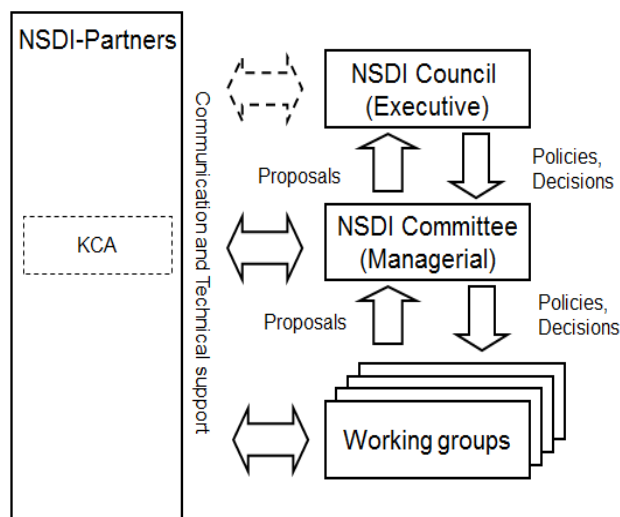 NSDI-Partners
KCA
Communication and Technical support
NSDI Council
(Executive)
Proposals
Policies,
Decisions
NSDI Committee
(Managerial)
Proposals
Policies,
Decisions
Working groups